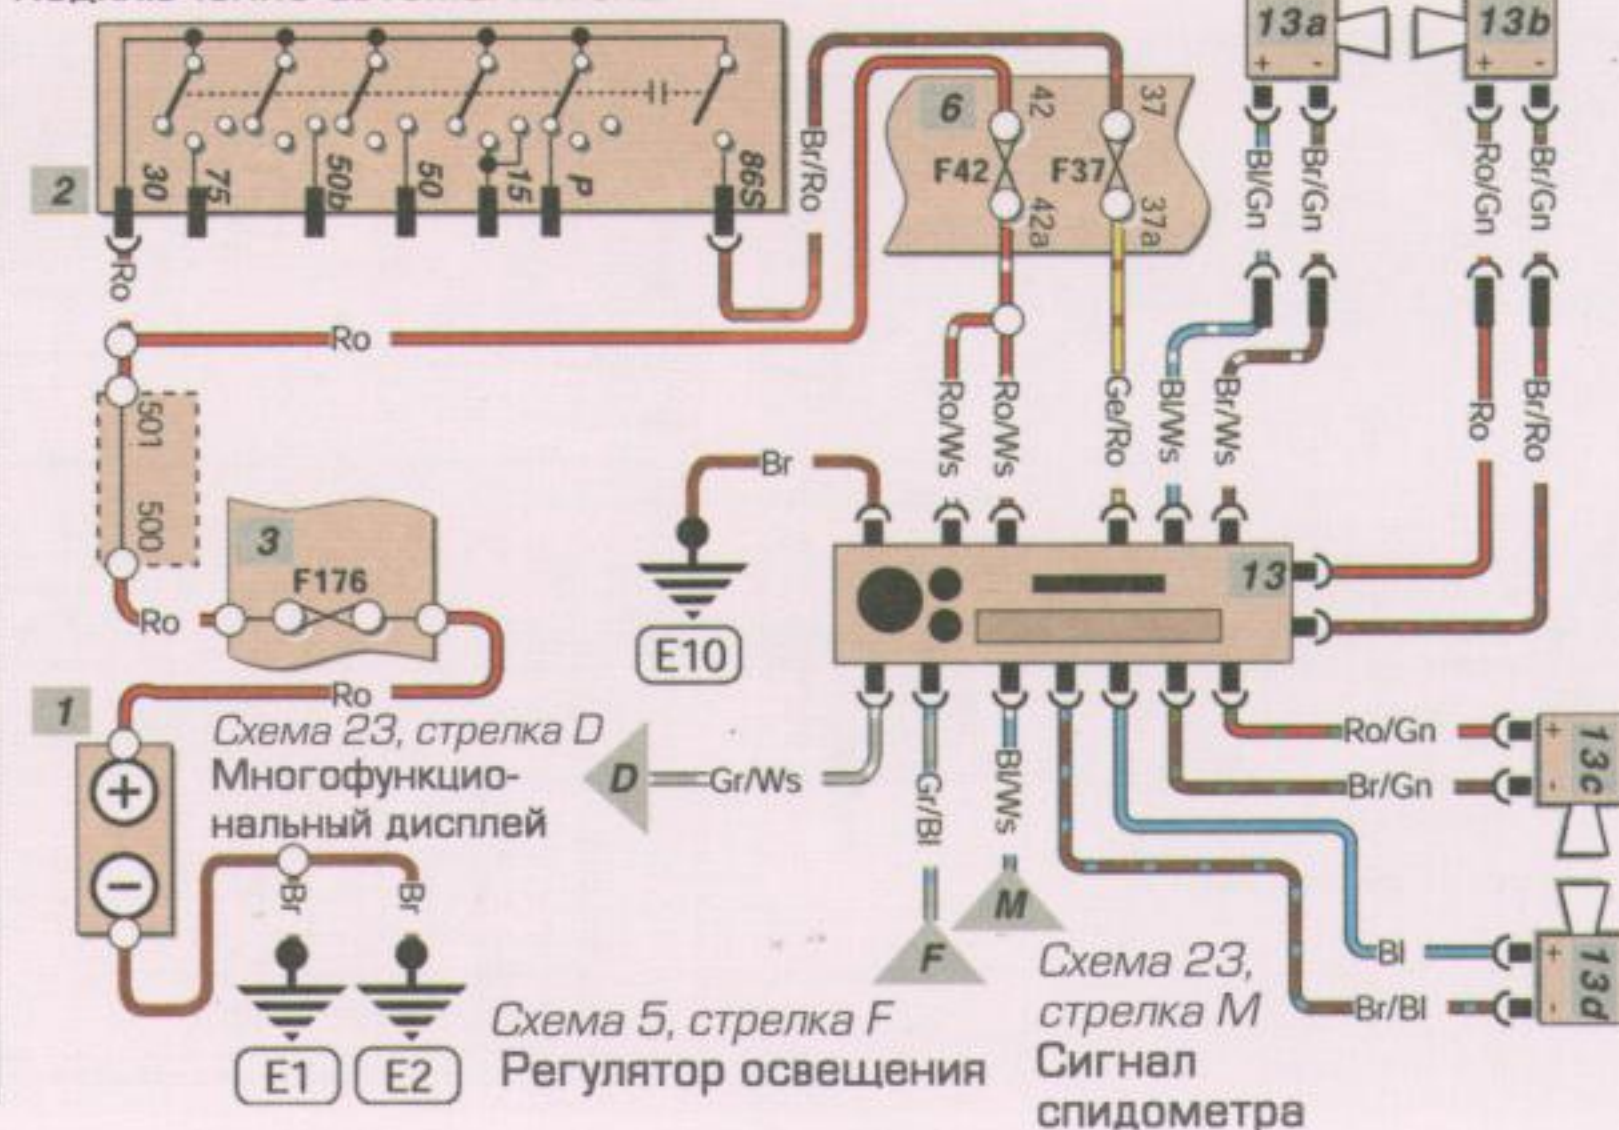 13a
13b
+
-
+
-
2
30
75
50b
50
15
P
86S
Br/Ro
6
42
37
F42
F37
42a
37a
Bl/Gn
Br/Gn
Ro/Gn
Br/Gn
Ro
Ro
Ro/Ws
Ro/Ws
Ge/Ro
Bl/Ws
Br/Ws
Ro
Br/Ro
501
500
Br
3
F176
Ro
E10
13
1
Ro
Схема 23, стрелка D
Многофункцио-
нальный дисплей
D
Gr/Ws
Gr/Bl
Bl/Ws
Ro/Gn
Br/Gn
+
-
13c
+
−
Br
Br
M
F
Bl
Br/Bl
+
-
13d
E1
E2
Схема 5, стрелка F
Регулятор освещения
Схема 23,
стрелка M
Сигнал
спидометра